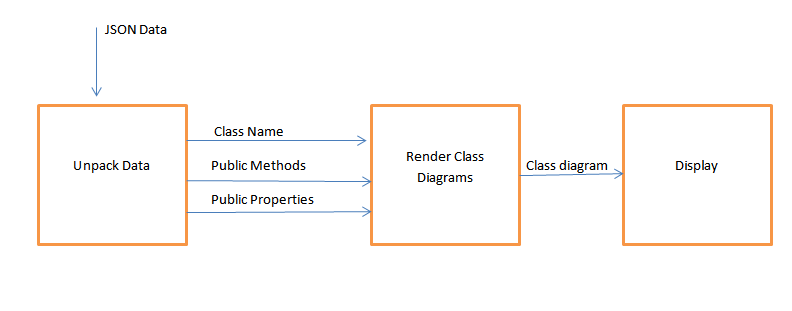 JSON Data
Class Name
Unpack Data
Public Methods
Public Properties
Render Class
Diagrams
Class diagram
Display